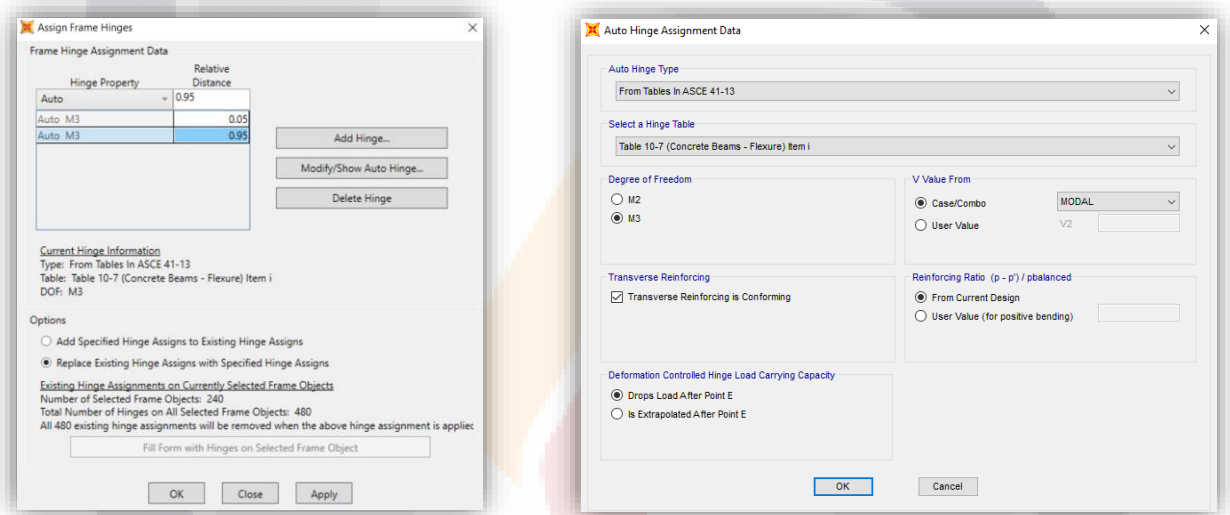 Assign Frame Hinges
Frame Hinge Assignment Data
Relative
Hinge Property Distance
Auto 0.95
Auto M3 0.05
Auto M3 0.95
Add Hinge...
Modify/Show Auto Hinge...
Delete Hinge
Current Hinge Information
Type: From Tables In ASCE 41-13
Table: Table 10-7 (Concrete Beams - Flexure) Item i
DOF: M3
Options
Add Specified Hinge Assigns to Existing Hinge Assigns
Replace Existing Hinge Assigns with Specified Hinge Assigns
Existing Hinge Assignments on Currently Selected Frame Objects
Number of Selected Frame Objects: 240
Total Number of Hinges on All Selected Frame Objects: 480
All 480 existing hinge assignments will be removed when the above hinge assignment is applied
Fill Form with Hinges on Selected Frame Object
OK Close Apply
Auto Hinge Assignment Data
Auto Hinge Type
From Tables In ASCE 41-13
Select a Hinge Table
Table 10-7 (Concrete Beams - Flexure) Item i
Degree of Freedom
M2
M3
V Value From
Case/Combo MODAL
User Value V2
Transverse Reinforcing
Transverse Reinforcing is Conforming
Reinforcing Ratio (p - p') / pbalanced
From Current Design
User Value (for positive bending)
Deformation Controlled Hinge Load Carrying Capacity
Drops Load After Point E
Is Extrapolated After Point E
OK Cancel